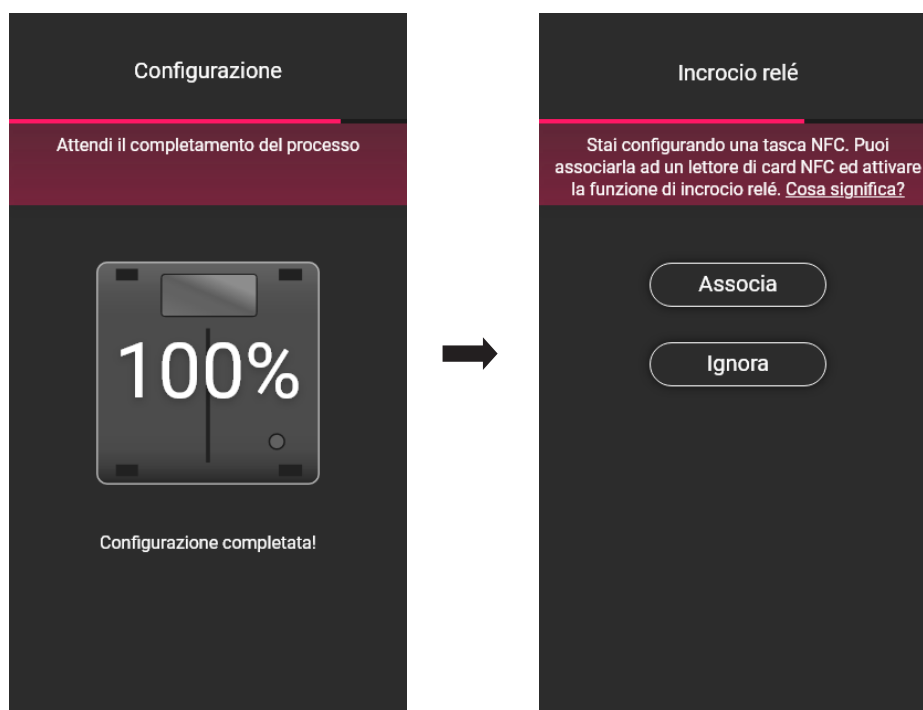 Configurazione
Attendi il completamento del processo
100%
Configurazione completata!
Incrocio relé
Stai configurando una tasca NFC. Puoi
associarla ad un lettore di card NFC ed attivare
la funzione di incrocio relé. Cosa significa?
Associa
Ignora